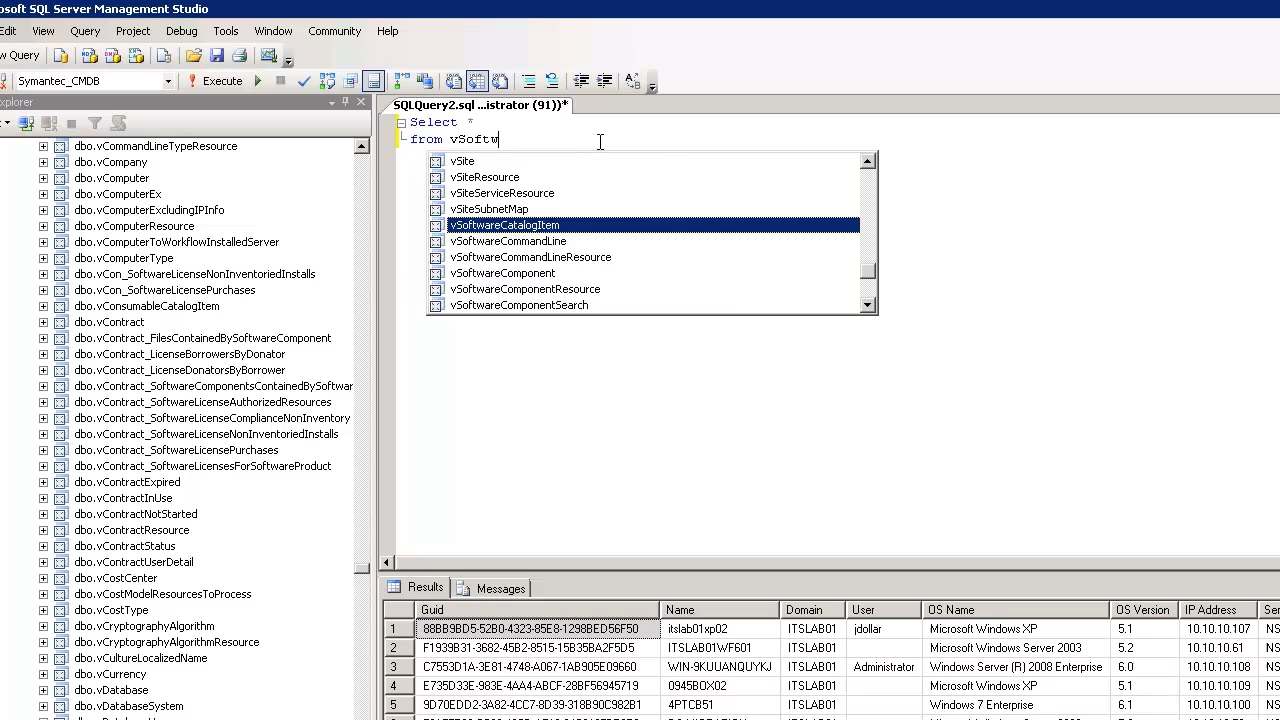 osoft SQL Server Management Studio
Edit View Query Project Debug Tools Window Community Help
w Query
Symantec_CMDB Execute
xplorer
SQLQuery2.sql ...istrator (91))*
Select *
from vSoftw
vSite
vSiteResource
vSiteServiceResource
vSiteSubnetMap
vSoftwareCatalogItem
vSoftwareCommandLine
vSoftwareCommandLineResource
vSoftwareComponent
vSoftwareComponentResource
vSoftwareComponentSearch
dbo.vCommandLineTypeResource
dbo.vCompany
dbo.vComputer
dbo.vComputerEx
dbo.vComputerExcludingIPInfo
dbo.vComputerResource
dbo.vComputerToWorkflowInstalledServer
dbo.vComputerType
dbo.vCon_SoftwareLicenseNonInventoriedInstalls
dbo.vCon_SoftwareLicensePurchases
dbo.vConsumableCatalogItem
dbo.vContract
dbo.vContract_FilesContainedBySoftwareComponent
dbo.vContract_LicenseBorrowersByDonator
dbo.vContract_LicenseDonatorsByBorrower
dbo.vContract_SoftwareComponentsContainedBySoftwar
dbo.vContract_SoftwareLicenseAuthorizedResources
dbo.vContract_SoftwareLicenseComplianceNonInventory
dbo.vContract_SoftwareLicenseNonInventoriedInstalls
dbo.vContract_SoftwareLicensePurchases
dbo.vContract_SoftwareLicensesForSoftwareProduct
dbo.vContractExpired
dbo.vContractInUse
dbo.vContractNotStarted
dbo.vContractResource
dbo.vContractStatus
dbo.vContractUserDetail
dbo.vCostCenter
dbo.vCostModelResourcesToProcess
dbo.vCostType
dbo.vCryptographyAlgorithm
dbo.vCryptographyAlgorithmResource
dbo.vCultureLocalizedName
dbo.vCurrency
dbo.vDatabase
dbo.vDatabaseSystem
Results Messages
Guid Name Domain User OS Name OS Version IP Address Ser
1 88BB9BD5-52B0-4323-85E8-1298BED56F50 itslab01xp02 ITSLAB01 jdollar Microsoft Windows XP 5.1 10.10.10.107 NS
2 F1939B31-3682-45B2-8515-15B35BA2F5D5 ITSLAB01WF601 ITSLAB01 Microsoft Windows Server 2003 5.2 10.10.10.61 NS
3 C7553D1A-3E51-4748-A067-1AB905E09660 WIN-9KUUANQUYKJ ITSLAB01 Administrator Windows Server (R) 2008 Enterprise 6.0 10.10.10.108 NS
4 E735D33E-983E-4AA4-ABCF-28BF56945719 0945BOX02 ITSLAB01 Microsoft Windows XP 5.1 10.10.10.109 NS
5 9D70EDD2-3A82-4CC7-8D39-318B90C982B1 4PTCB51 ITSLAB01 Windows 7 Enterprise 6.1 10.10.10.100 NS